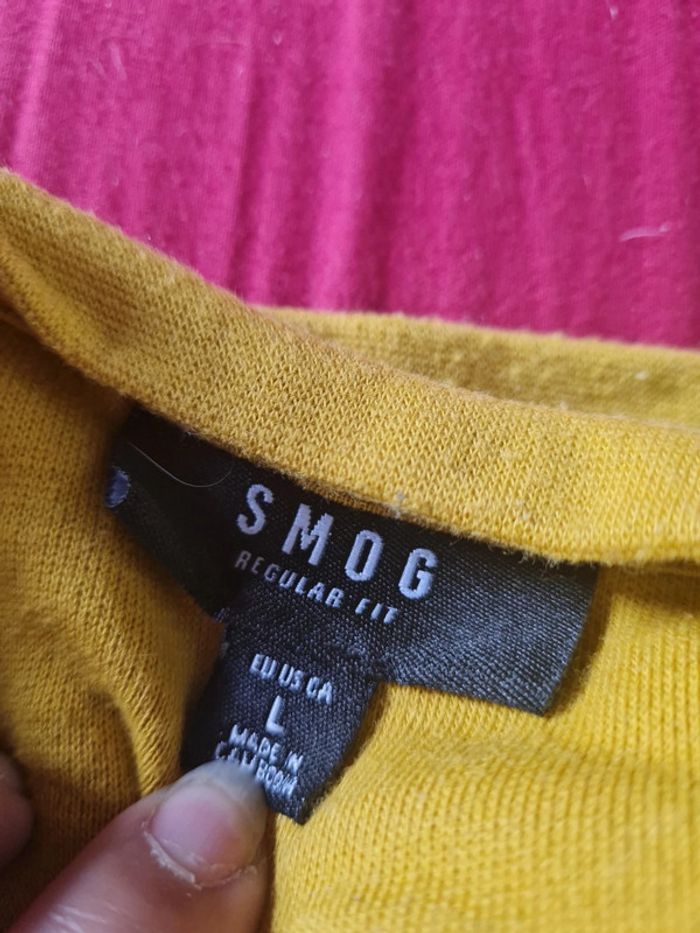 SMOG
REGULAR FIT
EU US CA
L
MADE IN
CAMBODIA